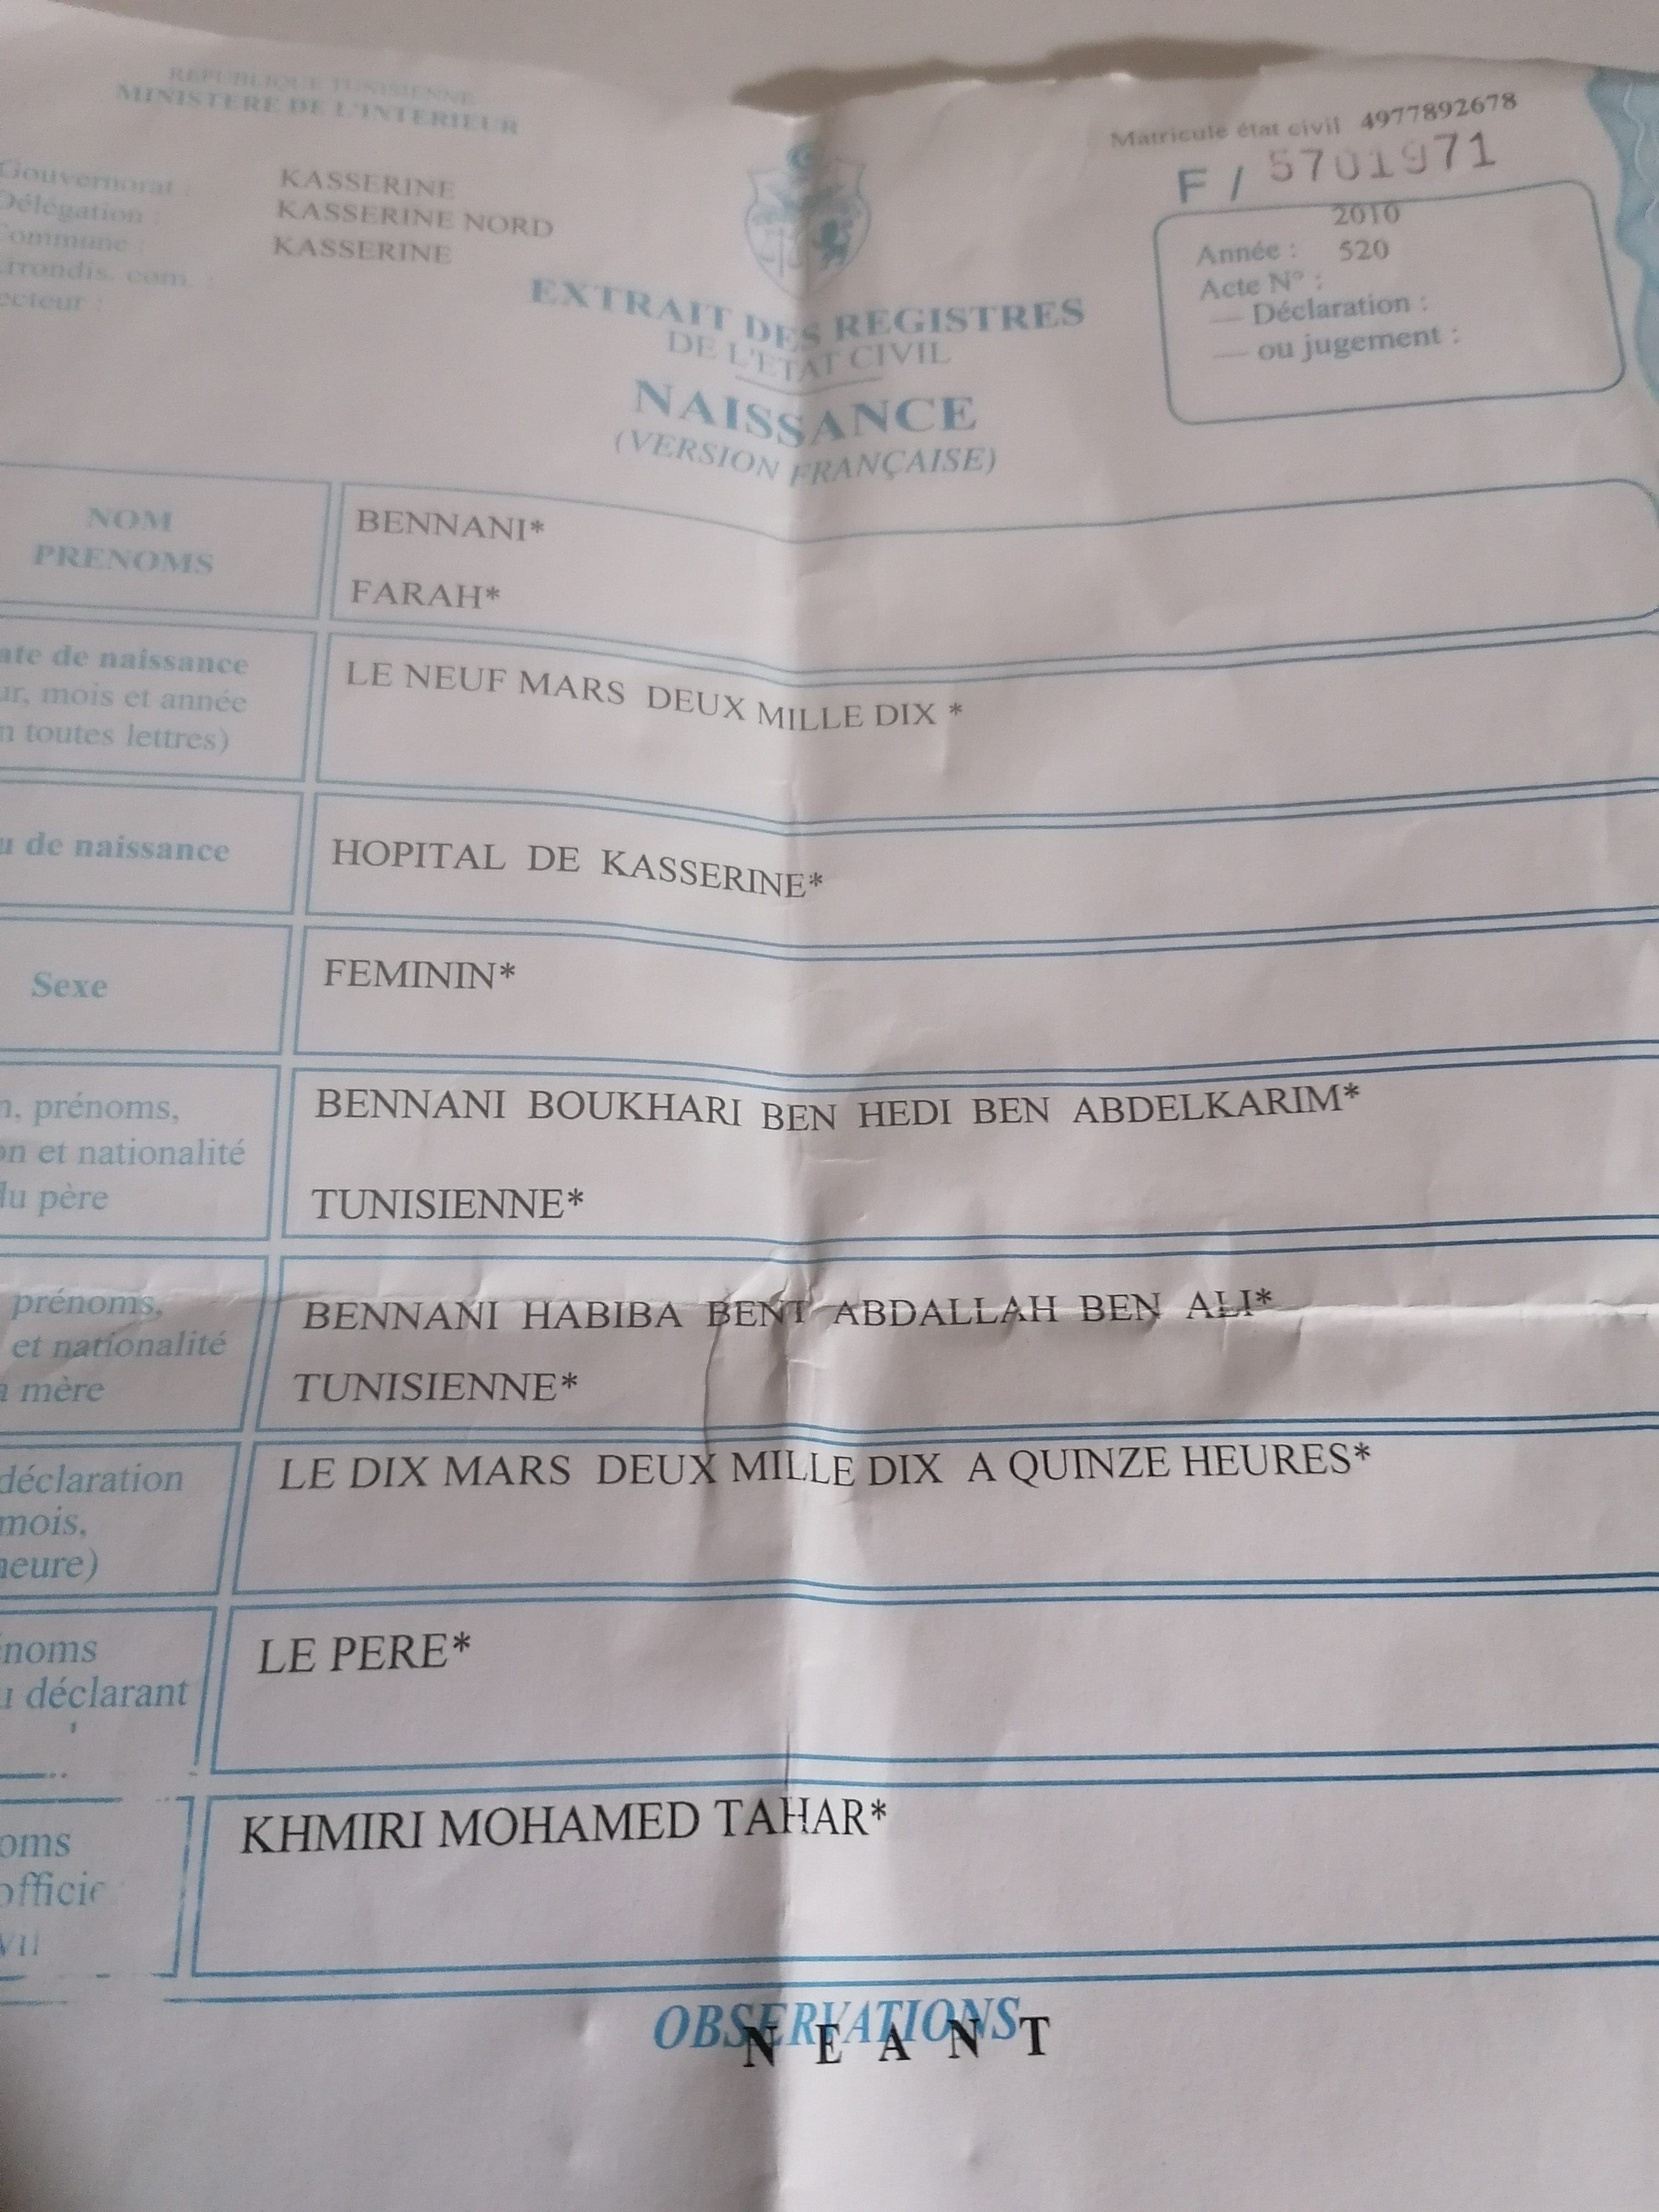 REPUBLIQUE TUNISIENNE
MINISTERE DE L'INTERIEUR
Matricule état civil 4977892678
F / 5701971
Gouvernorat : KASSERINE
Délégation : KASSERINE NORD
Commune : KASSERINE
Arrondis. com. :
ecteur :
2010
Année : 520
Acte N° :
— Déclaration :
— ou jugement :
EXTRAIT DES REGISTRES
DE L'ETAT CIVIL
NAISSANCE
(VERSION FRANÇAISE)
NOM
PRENOMS
BENNANI*
FARAH*
ate de naissance
ur, mois et année
n toutes lettres)
LE NEUF MARS DEUX MILLE DIX *
u de naissance
HOPITAL DE KASSERINE*
Sexe
FEMININ*
n, prénoms,
on et nationalité
du père
BENNANI BOUKHARI BEN HEDI BEN ABDELKARIM*
TUNISIENNE*
prénoms,
et nationalité
a mère
BENNANI HABIBA BENT ABDALLAH BEN ALI*
TUNISIENNE*
déclaration
mois,
heure)
LE DIX MARS DEUX MILLE DIX A QUINZE HEURES*
énoms
u déclarant
LE PERE*
oms
officie
KHMIRI MOHAMED TAHAR*
OBSERVATIONS
N E A N T